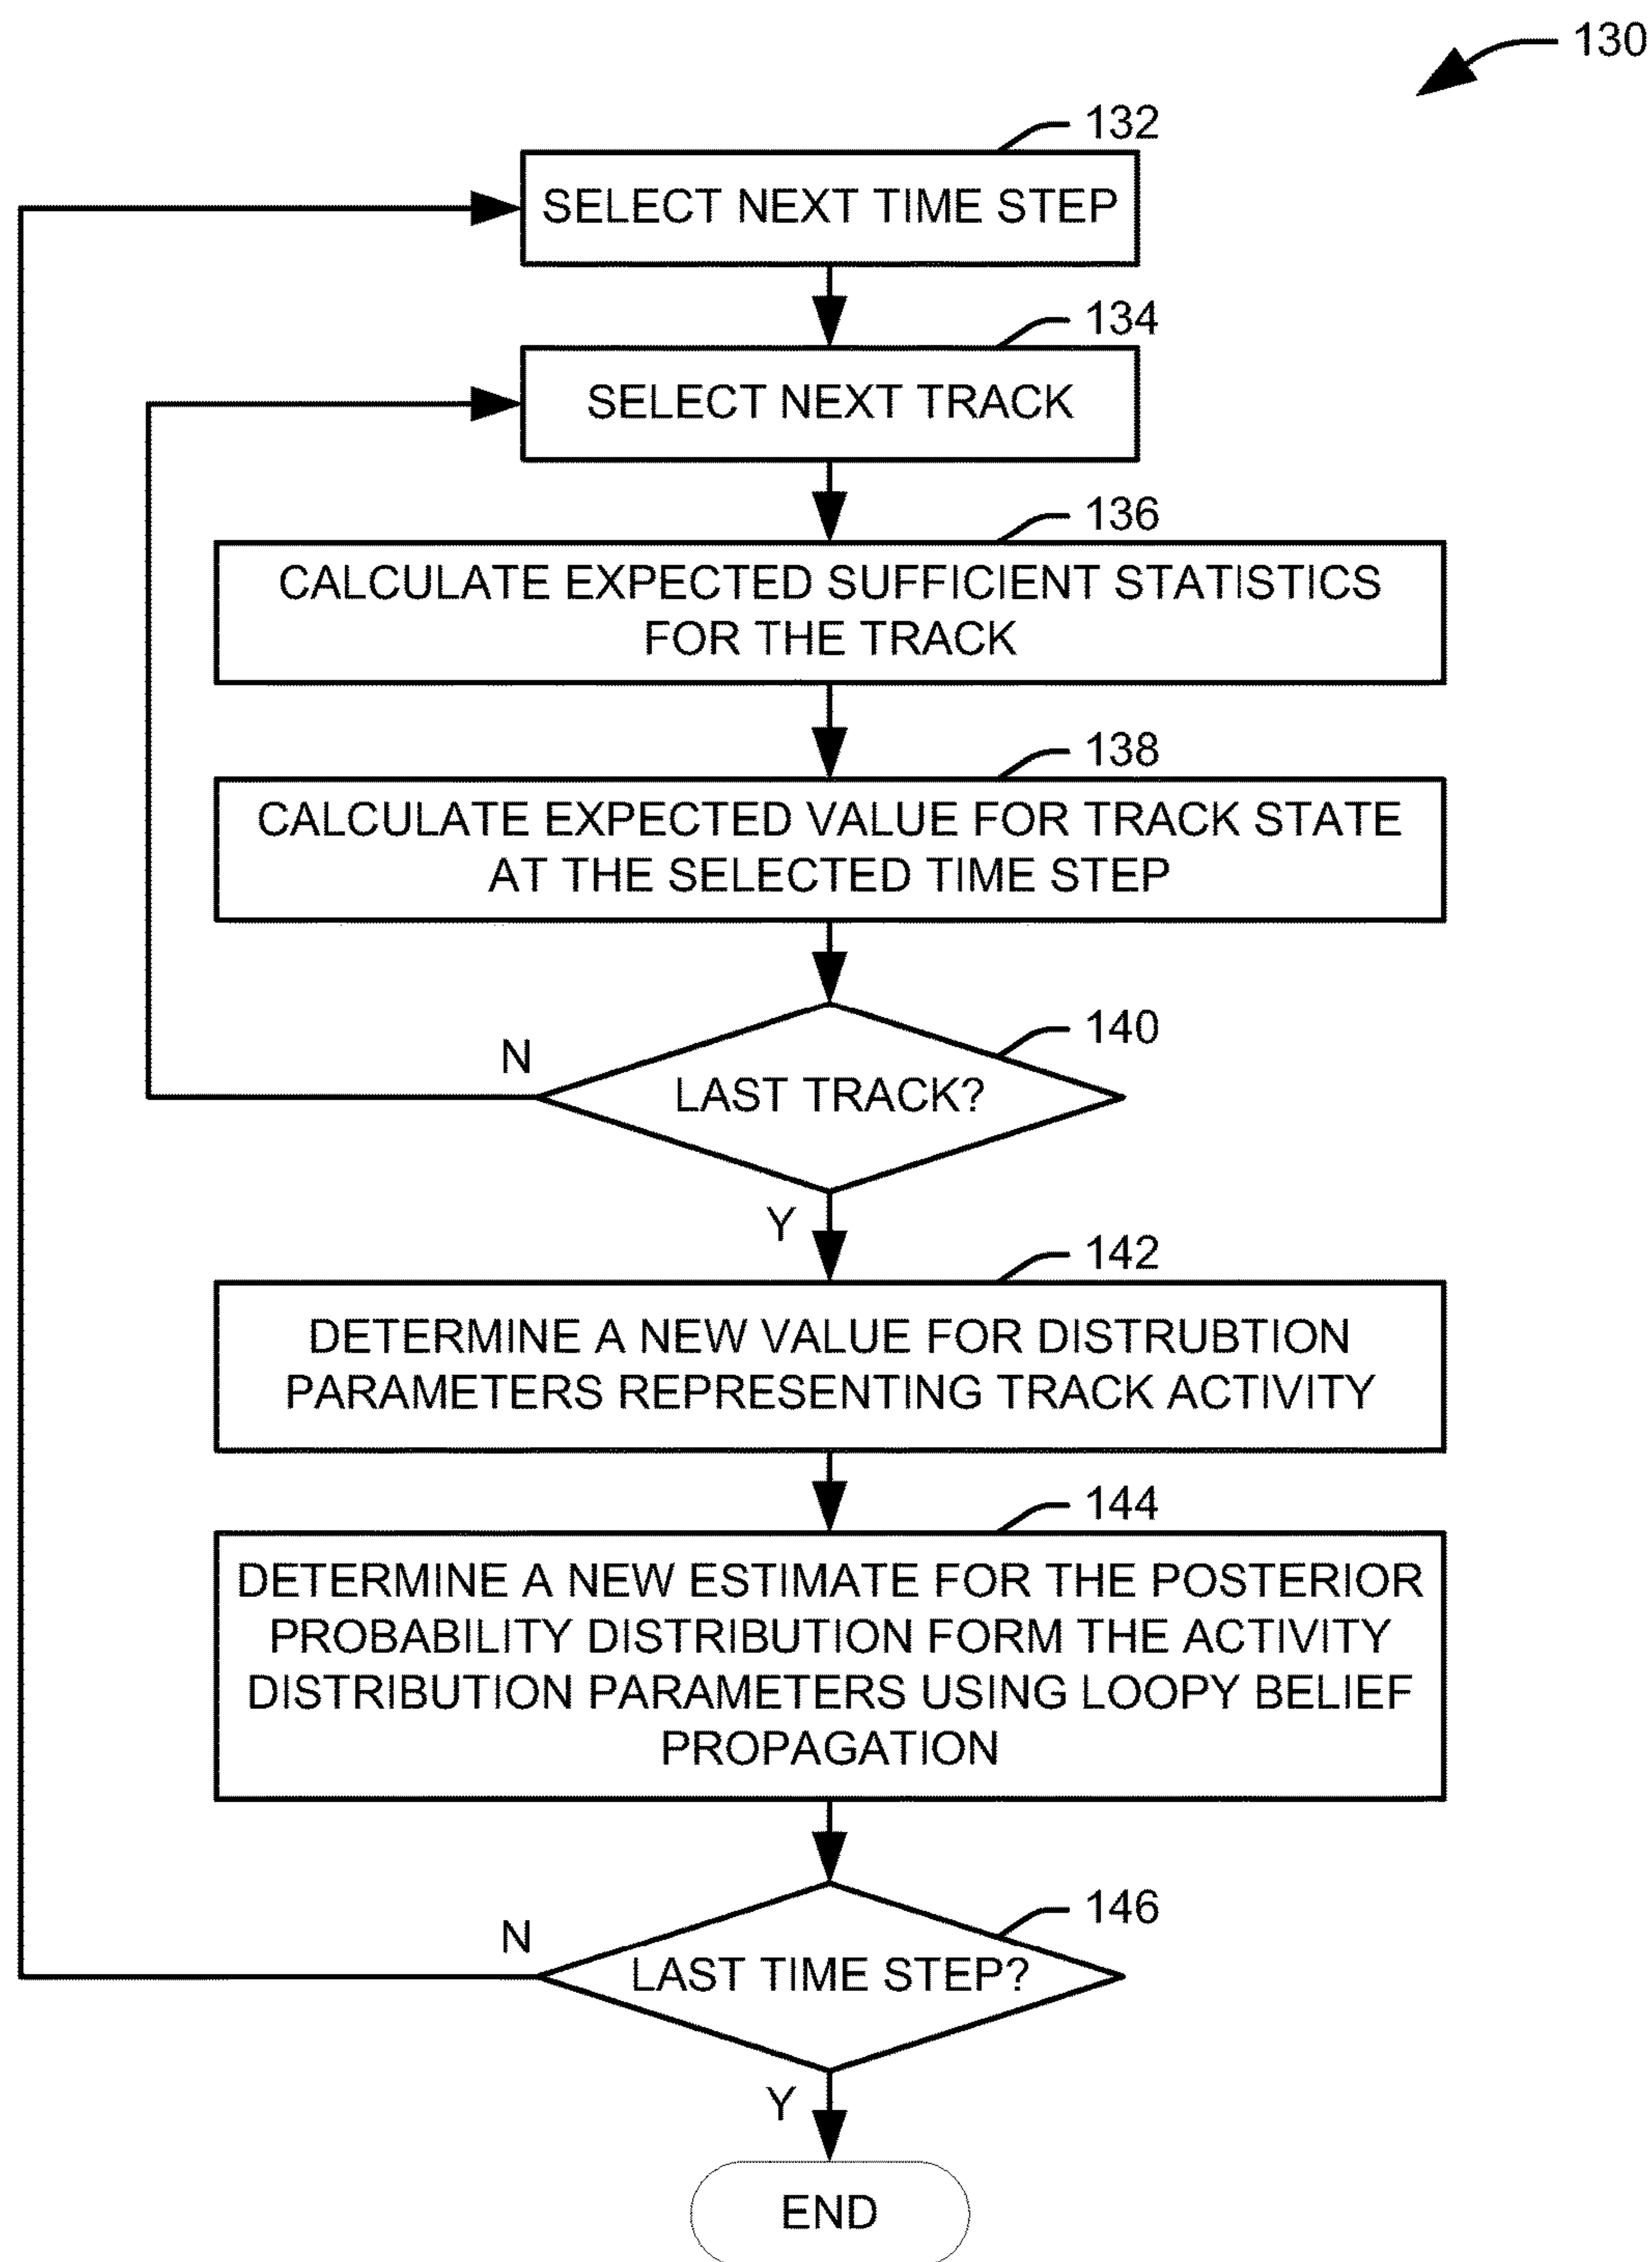 130
132
SELECT NEXT TIME STEP
134
SELECT NEXT TRACK
136
CALCULATE EXPECTED SUFFICIENT STATISTICS
FOR THE TRACK
138
CALCULATE EXPECTED VALUE FOR TRACK STATE
AT THE SELECTED TIME STEP
140
N
LAST TRACK?
Y
142
DETERMINE A NEW VALUE FOR DISTRUBTION
PARAMETERS REPRESENTING TRACK ACTIVITY
144
DETERMINE A NEW ESTIMATE FOR THE POSTERIOR
PROBABILITY DISTRIBUTION FORM THE ACTIVITY
DISTRIBUTION PARAMETERS USING LOOPY BELIEF
PROPAGATION
146
N
LAST TIME STEP?
Y
END